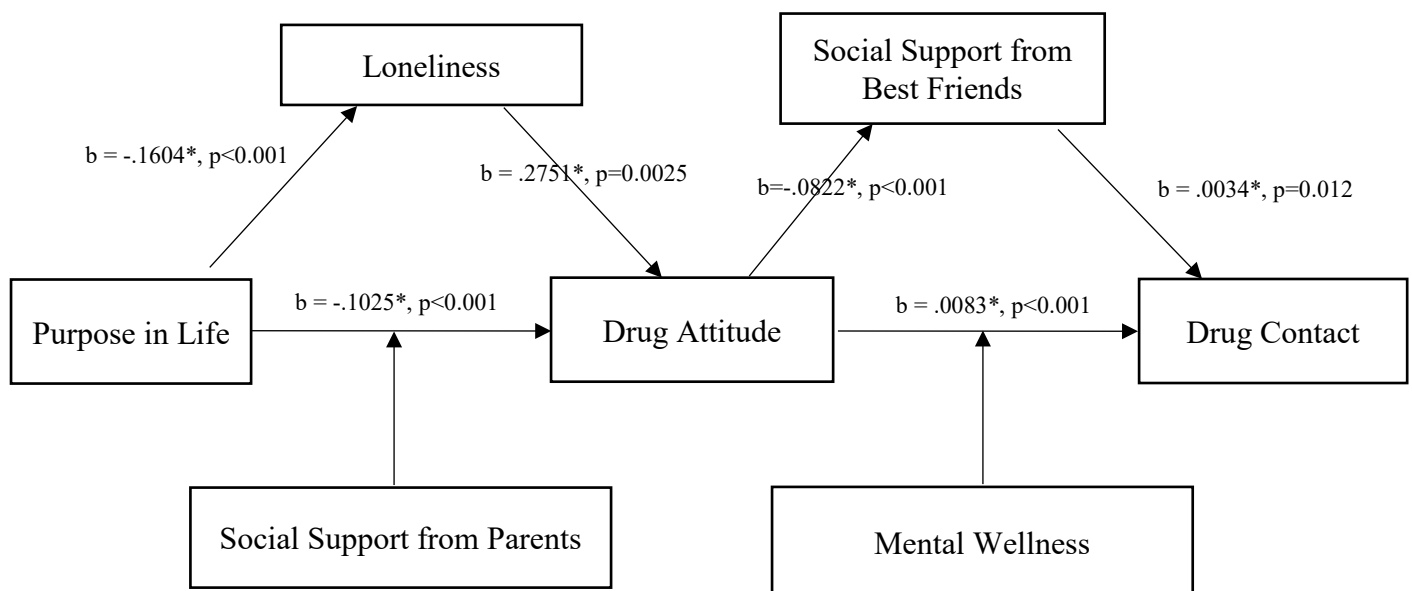 Loneliness
Social Support from
Best Friends
b = -.1604*, p<0.001
b = .2751*, p=0.0025
b=-.0822*, p<0.001
b = .0034*, p=0.012
Purpose in Life
b = -.1025*, p<0.001
Drug Attitude
b = .0083*, p<0.001
Drug Contact
Social Support from Parents
Mental Wellness